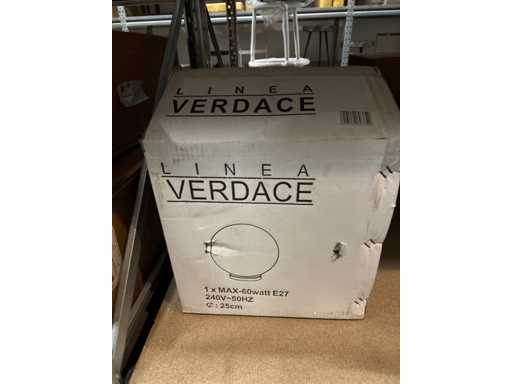 LINEA
VERDACE
LINEA
VERDACE
1 x MAX-60watt E27
240V~50HZ
₵ : 25cm